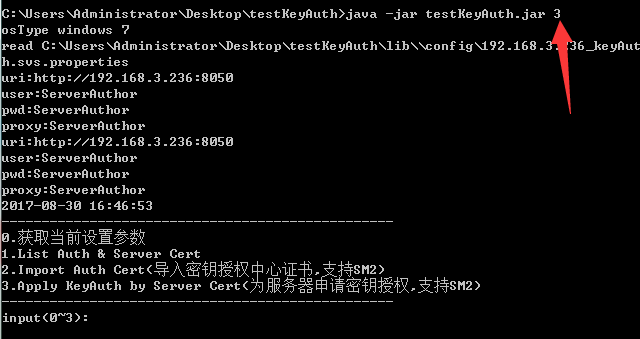 C:\Users\Administrator\Desktop\testKeyAuth>java -jar testKeyAuth.jar 3
osType windows 7
read C:\Users\Administrator\Desktop\testKeyAuth\lib\\config\192.168.3.236_keyAut
h.svs.properties
uri:http://192.168.3.236:8050
user:ServerAuthor
pwd:ServerAuthor
proxy:ServerAuthor
uri:http://192.168.3.236:8050
user:ServerAuthor
pwd:ServerAuthor
proxy:ServerAuthor
2017-08-30 16:46:53
-------------------------------------------------
0.获取当前设置参数
1.List Auth & Server Cert
2.Import Auth Cert(导入密钥授权中心证书,支持SM2)
3.Apply KeyAuth by Server Cert(为服务器申请密钥授权,支持SM2)
-------------------------------------------------
input(0~3):